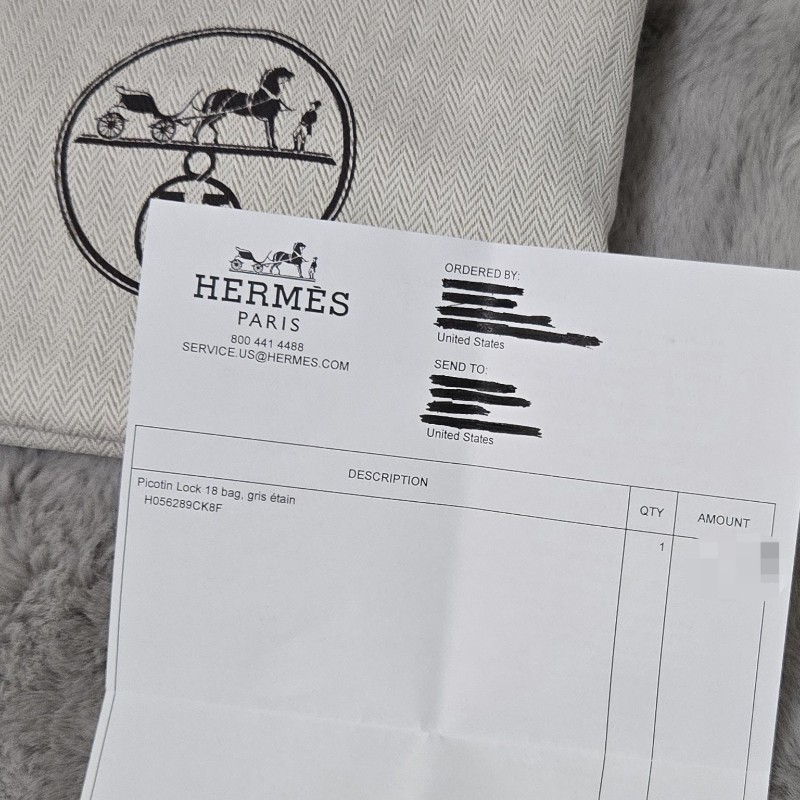 HERMÈS
PARIS
800 441 4488
SERVICE.US@HERMES.COM
ORDERED BY:
United States
SEND TO:
United States
DESCRIPTION
QTY
AMOUNT
Picotin Lock 18 bag, gris étain
H056289CK8F
1